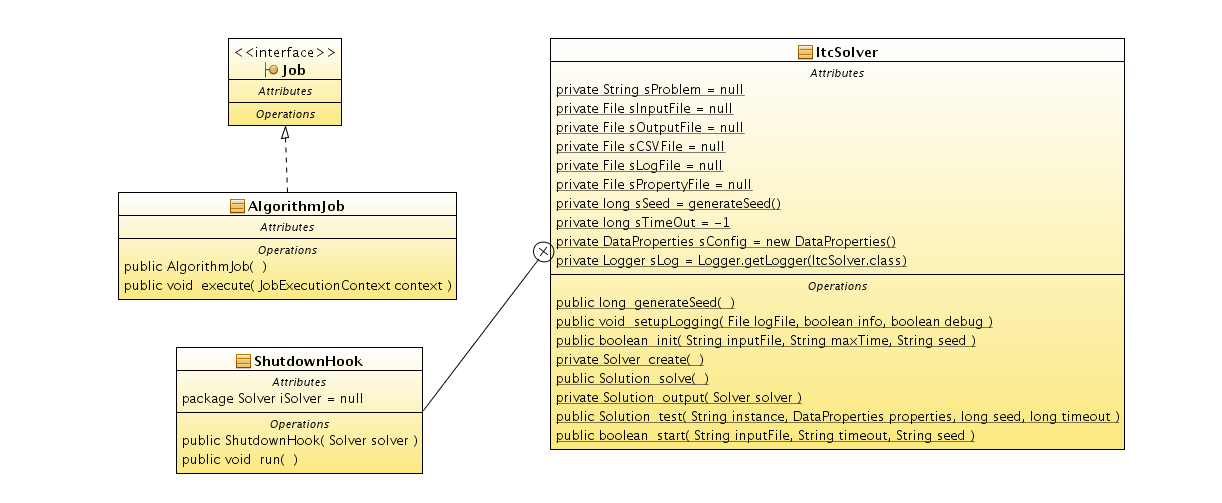 <<interface>>
Job
Attributes
Operations
AlgorithmJob
Attributes
Operations
public AlgorithmJob(  )
public void  execute( JobExecutionContext context )
ShutdownHook
Attributes
package Solver iSolver = null
Operations
public ShutdownHook( Solver solver )
public void  run(  )
ItcSolver
Attributes
private String sProblem = null
private File sInputFile = null
private File sOutputFile = null
private File sCSVFile = null
private File sLogFile = null
private File sPropertyFile = null
private long sSeed = generateSeed()
private long sTimeOut = -1
private DataProperties sConfig = new DataProperties()
private Logger sLog = Logger.getLogger(ItcSolver.class)
Operations
public long  generateSeed(  )
public void  setupLogging( File logFile, boolean info, boolean debug )
public boolean  init( String inputFile, String maxTime, String seed )
private Solver  create(  )
public Solution  solve(  )
private Solution  output( Solver solver )
public Solution  test( String instance, DataProperties properties, long seed, long timeout )
public boolean  start( String inputFile, String timeout, String seed )